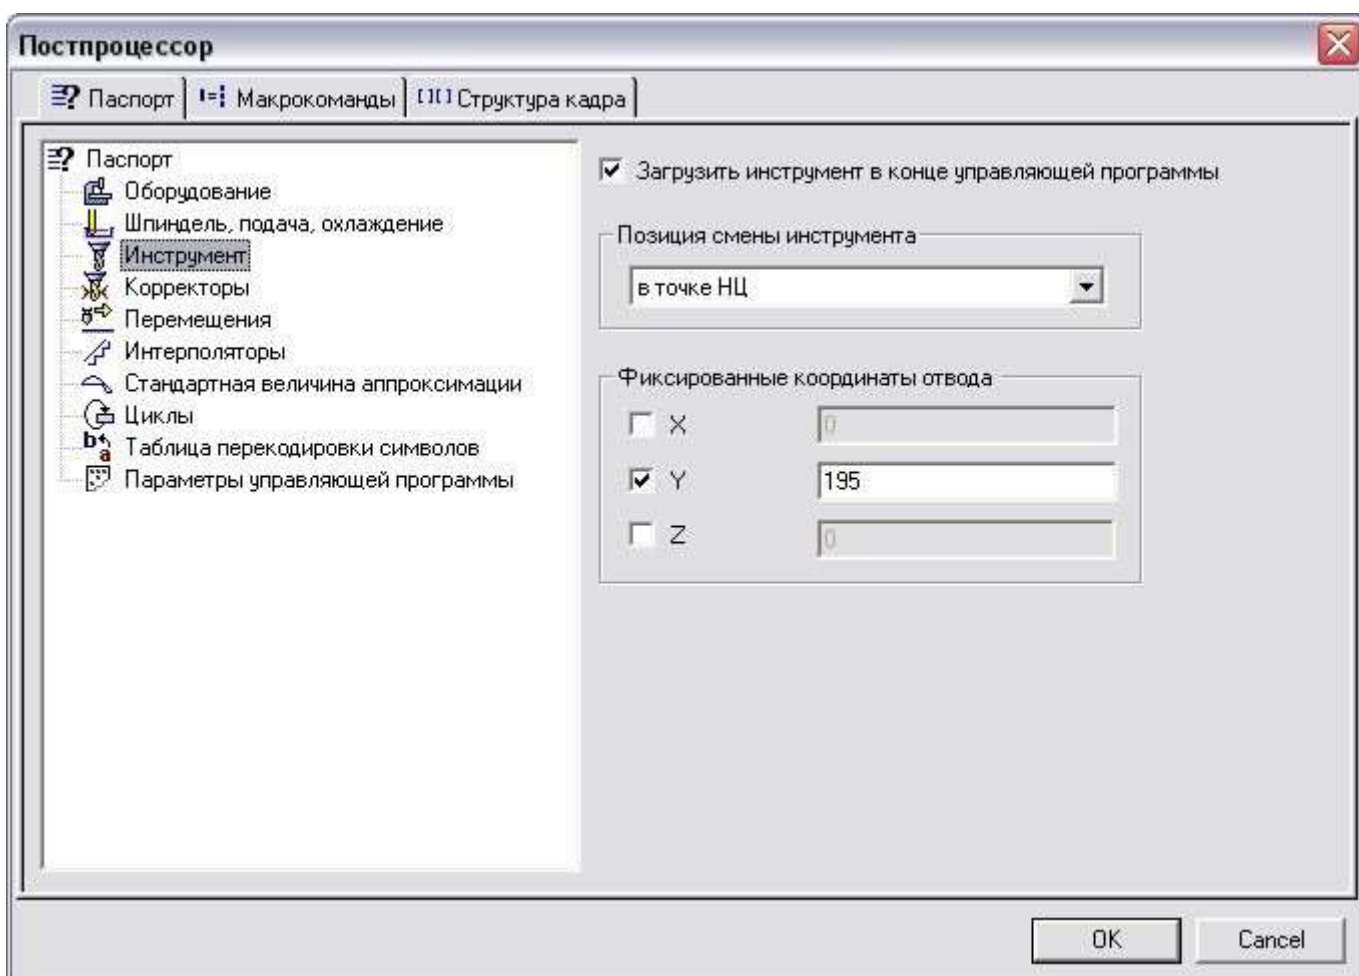 Постпроцессор
Паспорт Макрокоманды Структура кадра
Паспорт
Оборудование
Шпиндель, подача, охлаждение
Инструмент
Корректоры
Перемещения
Интерполяторы
Стандартная величина аппроксимации
Циклы
Таблица перекодировки символов
Параметры управляющей программы
Загрузить инструмент в конце управляющей программы
Позиция смены инструмента
в точке НЦ
Фиксированные координаты отвода
X 0
Y 195
Z 0
OK Cancel